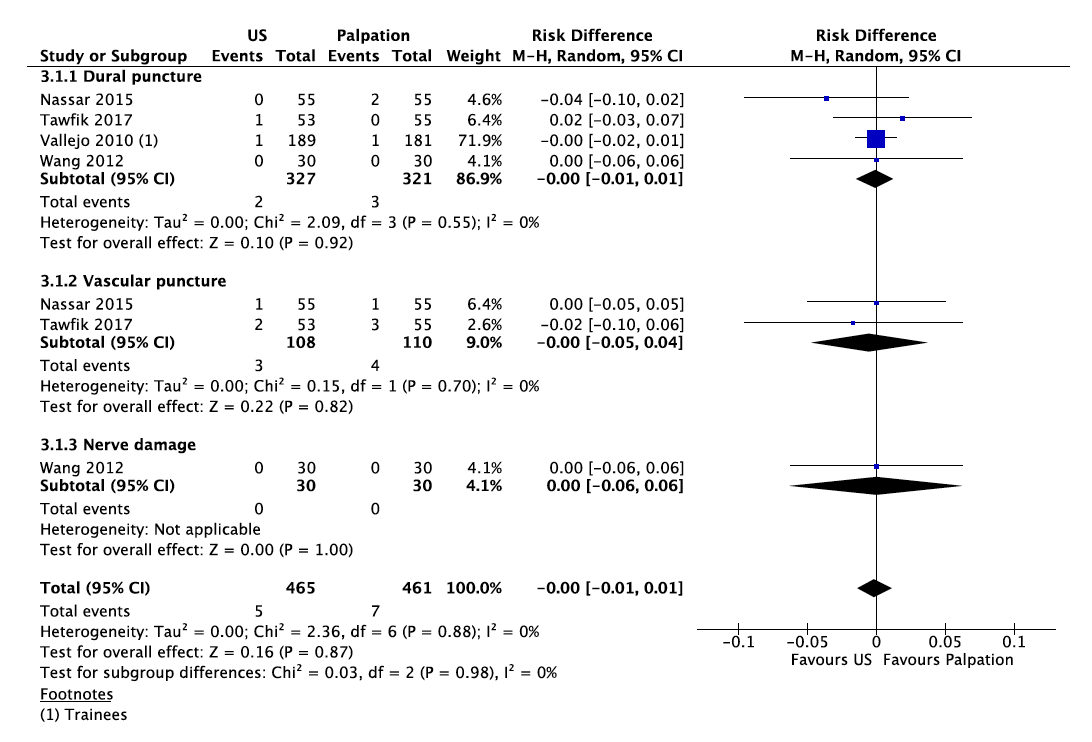 US Palpation Risk Difference Risk Difference
Study or Subgroup Events Total Events Total Weight M-H, Random, 95% CI M-H, Random, 95% CI
3.1.1 Dural puncture
Nassar 2015 0 55 2 55 4.6% −0.04 [−0.10, 0.02]
Tawfik 2017 1 53 0 55 6.4% 0.02 [−0.03, 0.07]
Vallejo 2010 (1) 1 189 1 181 71.9% −0.00 [−0.02, 0.01]
Wang 2012 0 30 0 30 4.1% 0.00 [−0.06, 0.06]
Subtotal (95% CI) 327 321 86.9% −0.00 [−0.01, 0.01]
Total events 2 3
Heterogeneity: Tau² = 0.00; Chi² = 2.09, df = 3 (P = 0.55); I² = 0%
Test for overall effect: Z = 0.10 (P = 0.92)
3.1.2 Vascular puncture
Nassar 2015 1 55 1 55 6.4% 0.00 [−0.05, 0.05]
Tawfik 2017 2 53 3 55 2.6% −0.02 [−0.10, 0.06]
Subtotal (95% CI) 108 110 9.0% −0.00 [−0.05, 0.04]
Total events 3 4
Heterogeneity: Tau² = 0.00; Chi² = 0.15, df = 1 (P = 0.70); I² = 0%
Test for overall effect: Z = 0.22 (P = 0.82)
3.1.3 Nerve damage
Wang 2012 0 30 0 30 4.1% 0.00 [−0.06, 0.06]
Subtotal (95% CI) 30 30 4.1% 0.00 [−0.06, 0.06]
Total events 0 0
Heterogeneity: Not applicable
Test for overall effect: Z = 0.00 (P = 1.00)
Total (95% CI) 465 461 100.0% −0.00 [−0.01, 0.01]
Total events 5 7
Heterogeneity: Tau² = 0.00; Chi² = 2.36, df = 6 (P = 0.88); I² = 0%
Test for overall effect: Z = 0.16 (P = 0.87)
Test for subgroup differences: Chi² = 0.03, df = 2 (P = 0.98), I² = 0%
−0.1 −0.05 0 0.05 0.1
Favours US Favours Palpation
Footnotes
(1) Trainees